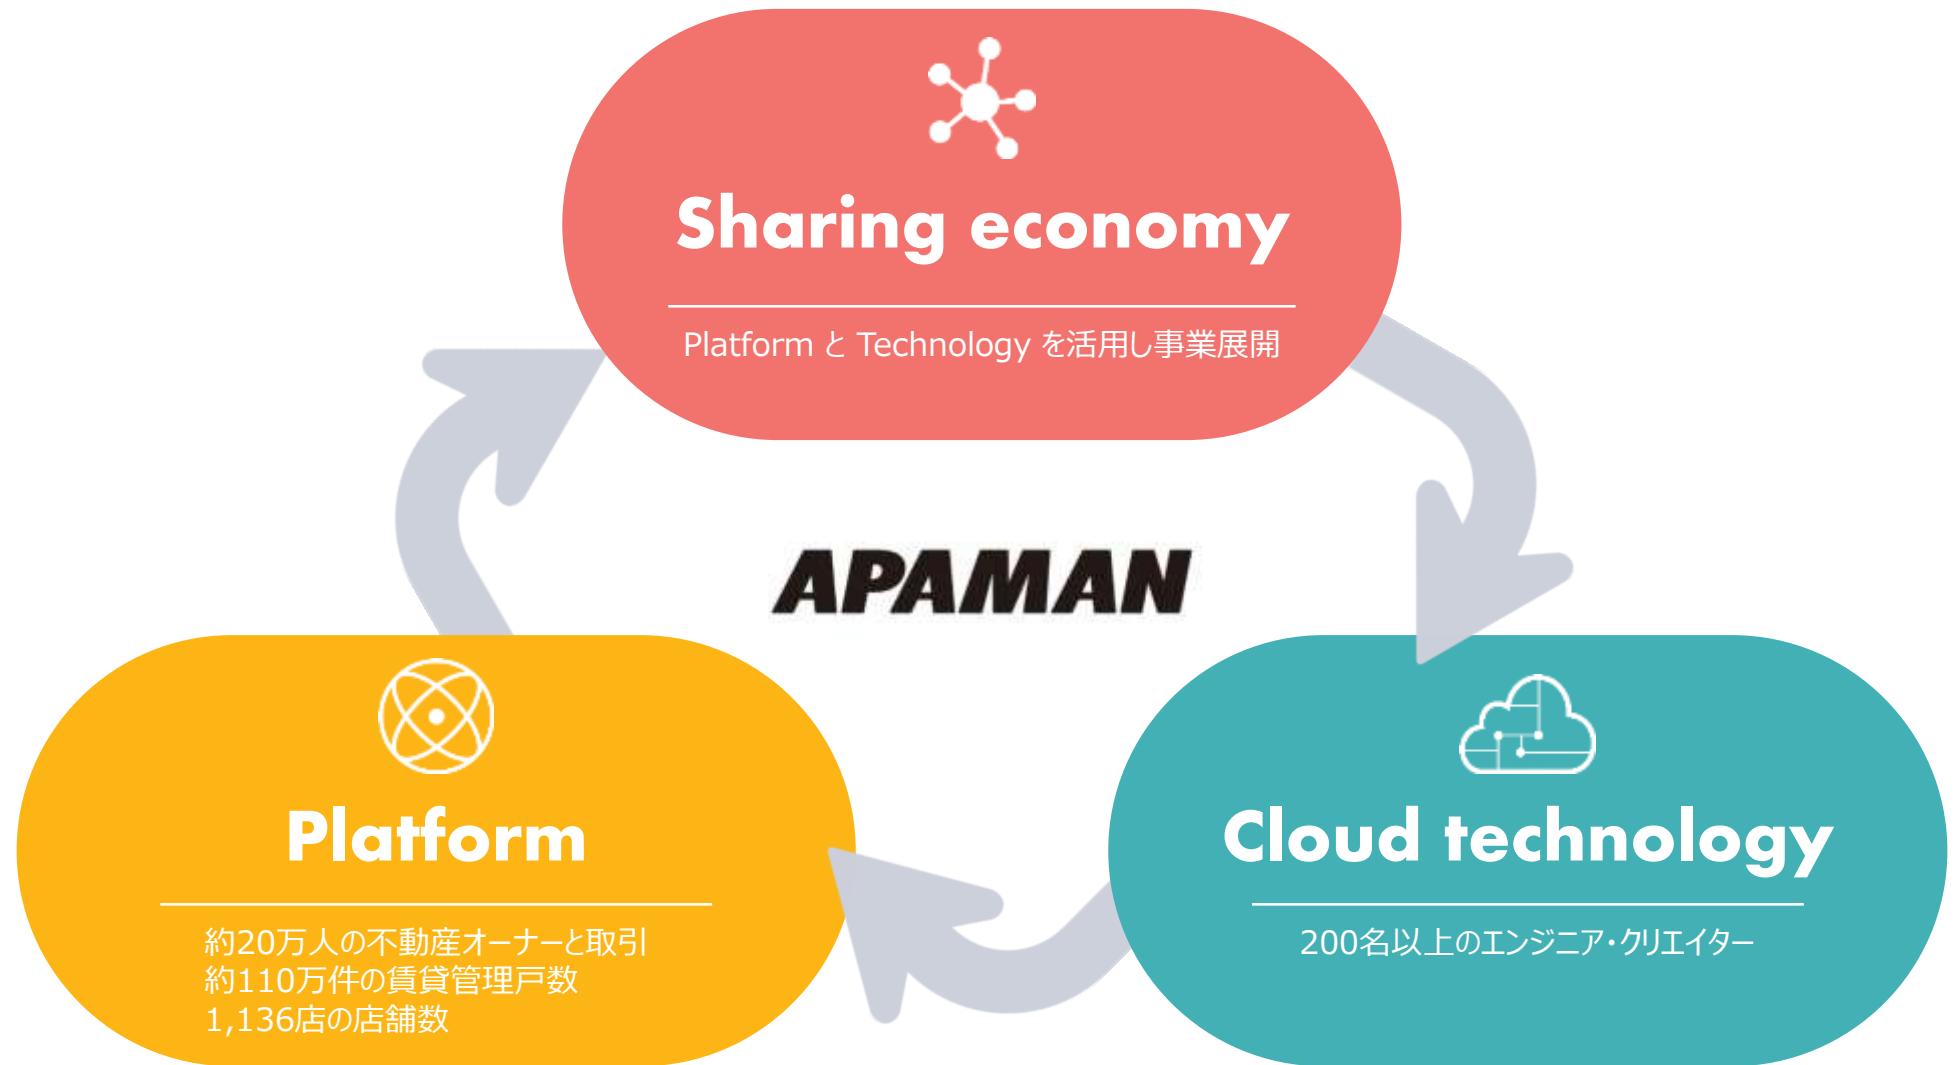 Sharing economy
Platform と Technology を活用し事業展開
APAMAN
Platform
約20万人の不動産オーナーと取引
約110万件の賃貸管理戸数
1,136店の店舗数
Cloud technology
200名以上のエンジニア・クリエイター